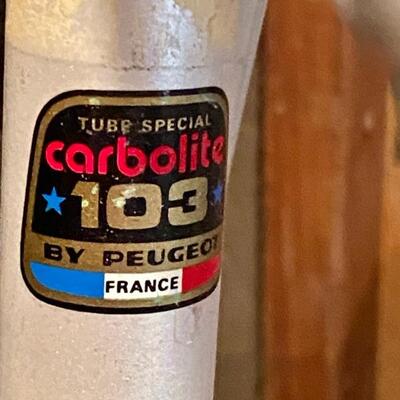 TUBE SPECIAL
carbolite
103
BY PEUGEOT
FRANCE